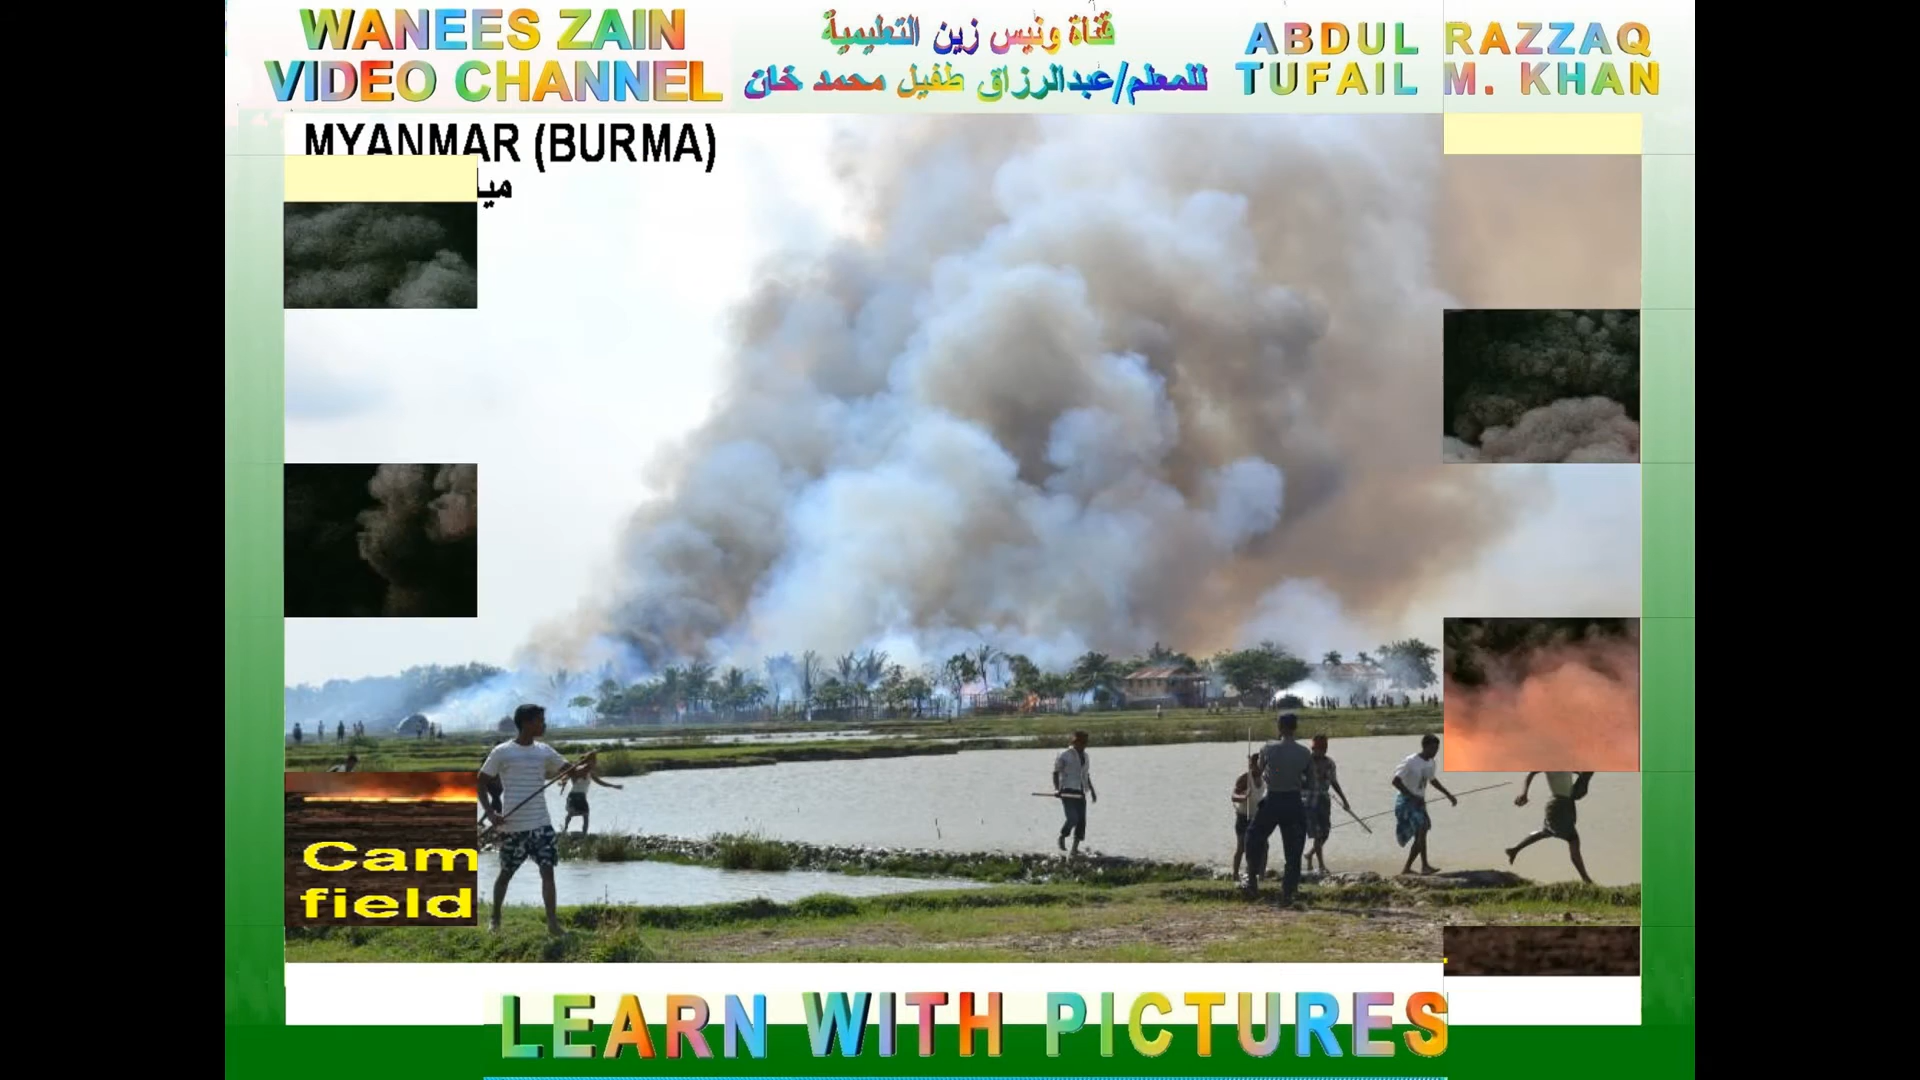 WANEES ZAIN
VIDEO CHANNEL
قناة ونيس زين التعليمية
للمعلم/عبدالرزاق طفيل محمد خان
ABDUL RAZZAQ
TUFAIL M. KHAN
MYANMAR (BURMA)
Cam
field
LEARN WITH PICTURES